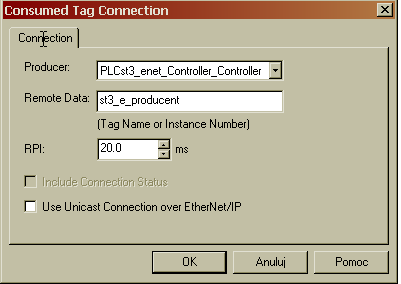 Consumed Tag Connection
Connection
Producer: PLCst3_enet_Controller_Controller
Remote Data: st3_e_producent
(Tag Name or Instance Number)
RPI: 20.0 ms
Include Connection Status
Use Unicast Connection over EtherNet/IP
OK Anuluj Pomoc